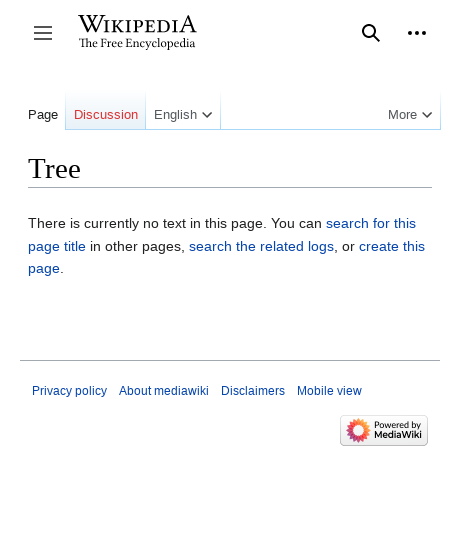 WIKIPEDIA
The Free Encyclopedia
Page Discussion English More
Tree
There is currently no text in this page. You can search for this
page title in other pages, search the related logs, or create this
page.
Privacy policy About mediawiki Disclaimers Mobile view
Powered by
MediaWiki